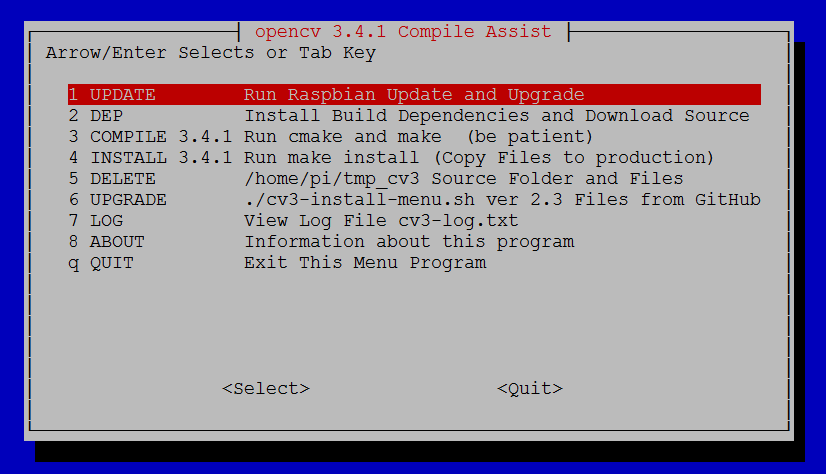 opencv 3.4.1 Compile Assist
Arrow/Enter Selects or Tab Key
1 UPDATE Run Raspbian Update and Upgrade
2 DEP Install Build Dependencies and Download Source
3 COMPILE 3.4.1 Run cmake and make (be patient)
4 INSTALL 3.4.1 Run make install (Copy Files to production)
5 DELETE /home/pi/tmp_cv3 Source Folder and Files
6 UPGRADE ./cv3-install-menu.sh ver 2.3 Files from GitHub
7 LOG View Log File cv3-log.txt
8 ABOUT Information about this program
q QUIT Exit This Menu Program
<Select> <Quit>